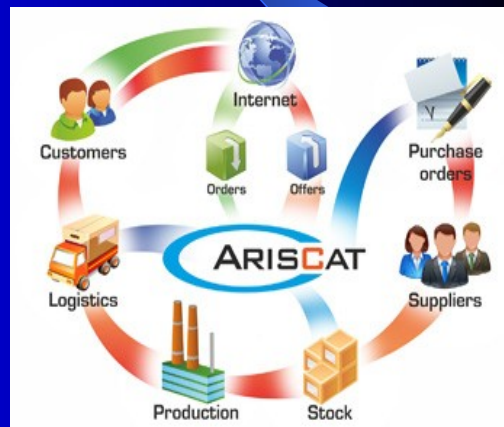 Internet
Customers
Purchase
orders
Orders
Offers
ARISCAT
Logistics
Suppliers
Production
Stock